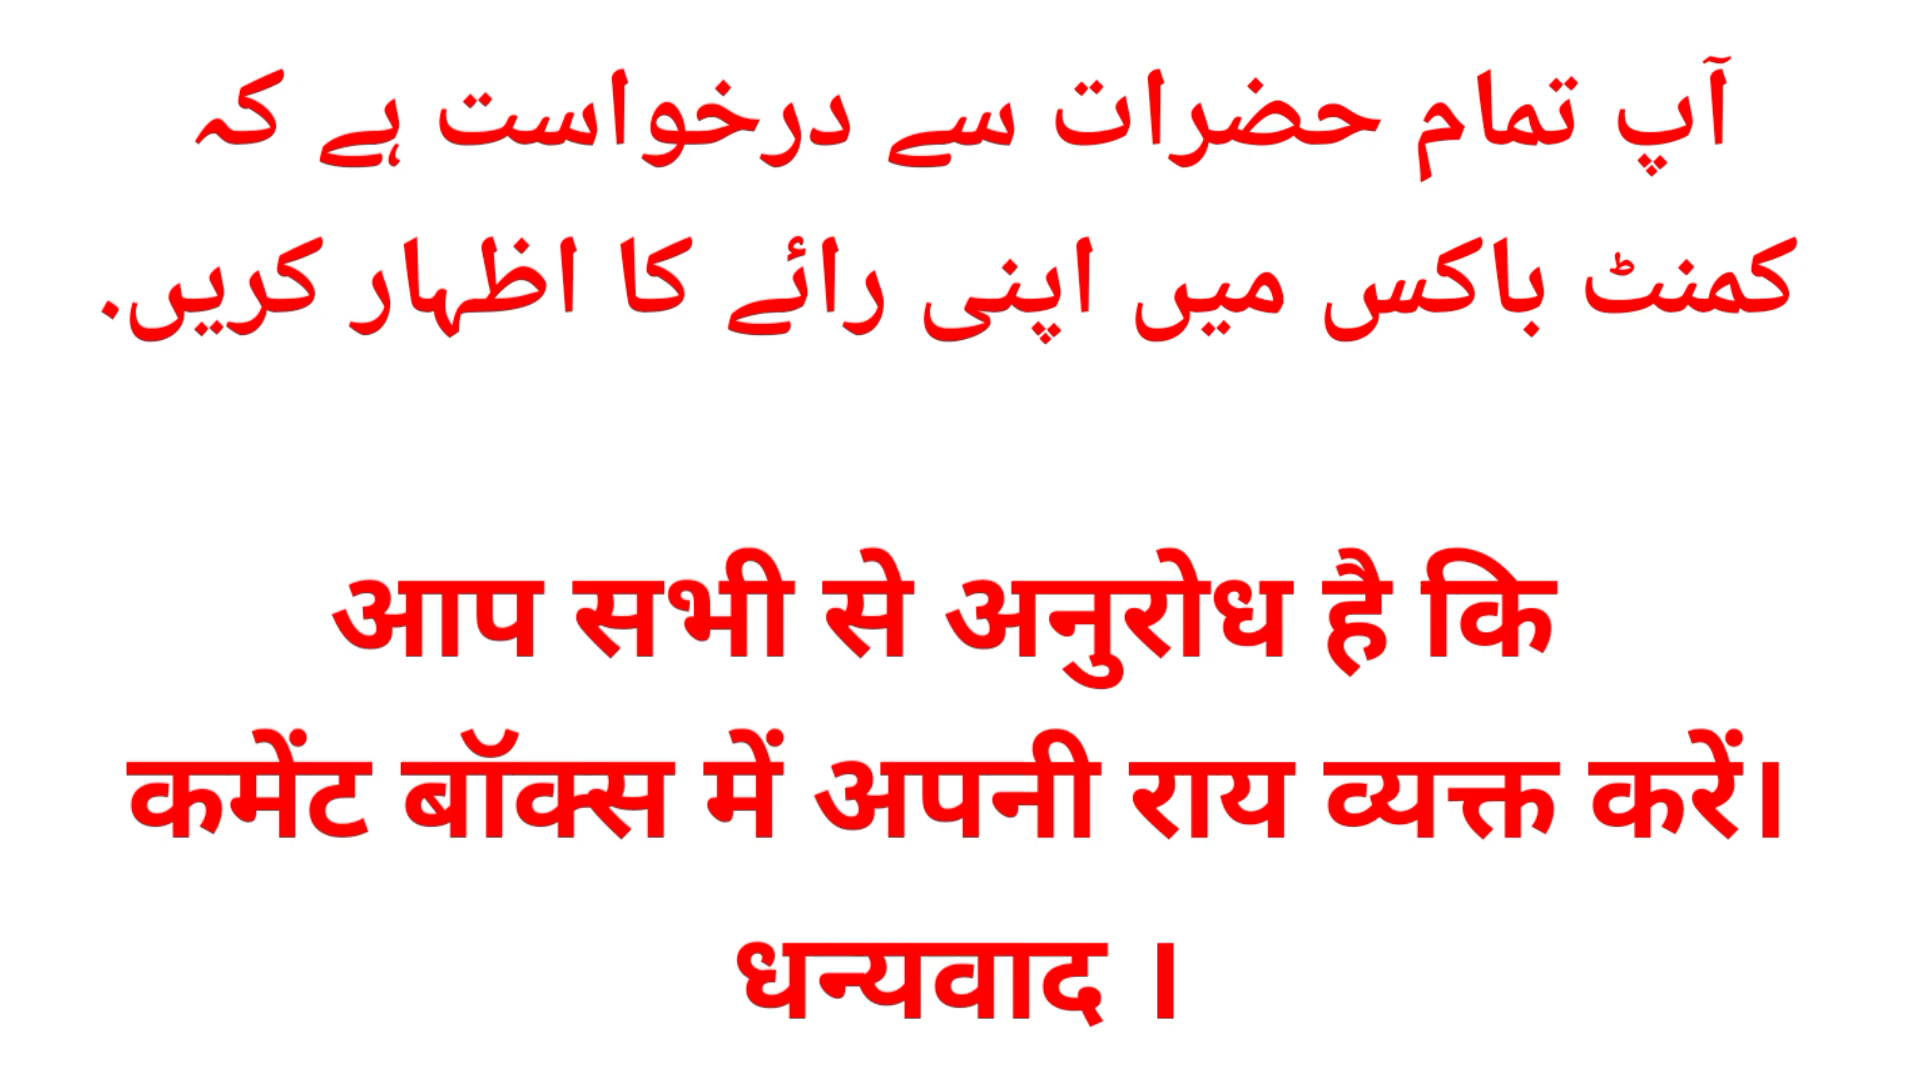 آپ تمام حضرات سے درخواست ہے کہ
کمنٹ باکس میں اپنی رائے کا اظہار کریں.
आप सभी से अनुरोध है कि
कमेंट बॉक्स में अपनी राय व्यक्त करें।
धन्यवाद ।